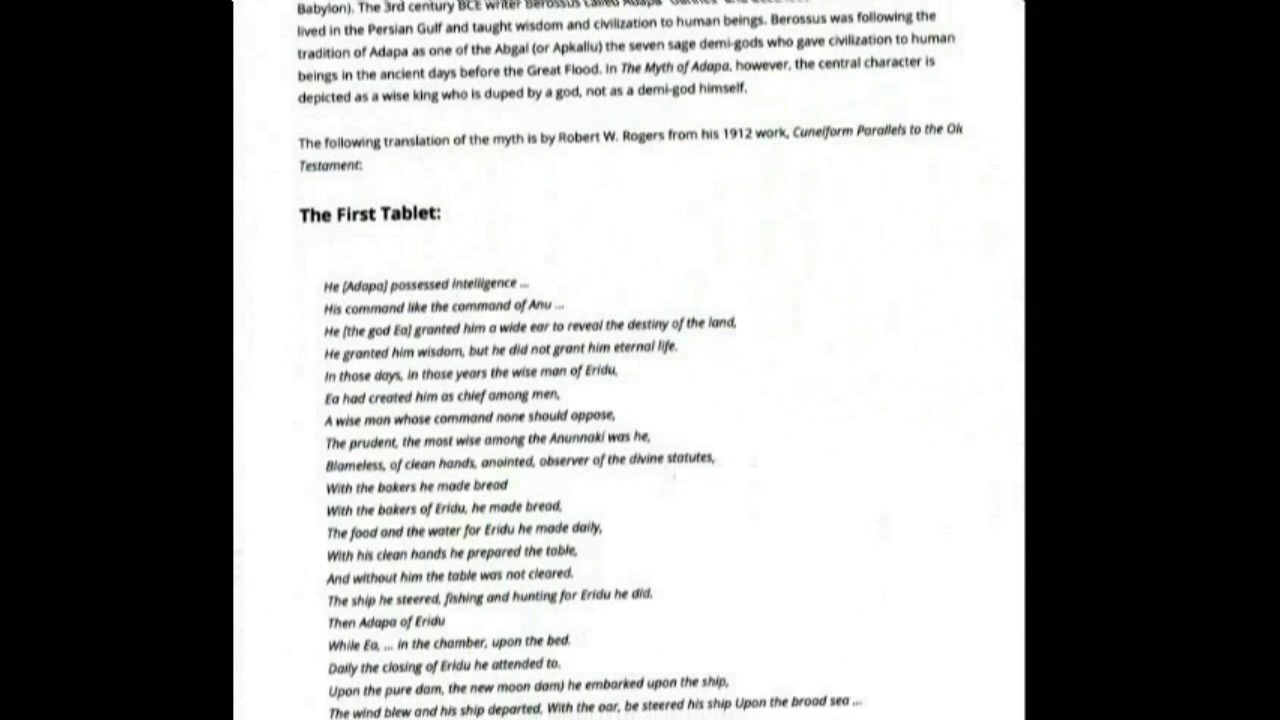 Babylon). The 3rd century BCE writer Berossus called Adapa
lived in the Persian Gulf and taught wisdom and civilization to human beings. Berossus was following the
tradition of Adapa as one of the Abgal (or Apkallu) the seven sage demi-gods who gave civilization to human
beings in the ancient days before the Great Flood. In The Myth of Adapa, however, the central character is
depicted as a wise king who is duped by a god, not as a demi-god himself.
The following translation of the myth is by Robert W. Rogers from his 1912 work, Cuneiform Parallels to the Ol
Testament:
The First Tablet:
He [Adapa] possessed intelligence ...
His command like the command of Anu ...
He [the god Ea] granted him a wide ear to reveal the destiny of the land,
He granted him wisdom, but he did not grant him eternal life.
In those days, in those years the wise man of Eridu,
Ea had created him as chief among men,
A wise man whose command none should oppose,
The prudent, the most wise among the Anunnaki was he,
Blameless, of clean hands, anointed, observer of the divine statutes,
With the bakers he made bread
With the bakers of Eridu, he made bread,
The food and the water for Eridu he made daily,
With his clean hands he prepared the table,
And without him the table was not cleared.
The ship he steered, fishing and hunting for Eridu he did.
Then Adapa of Eridu
While Ea, ... in the chamber, upon the bed.
Daily the closing of Eridu he attended to.
Upon the pure dam, the new moon dam) he embarked upon the ship,
The wind blew and his ship departed, With the oar, be steered his ship Upon the broad sea ...